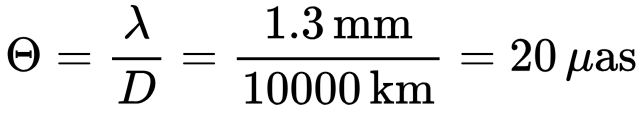 Θ = λ/D = 1.3 mm/10000 km = 20 μas